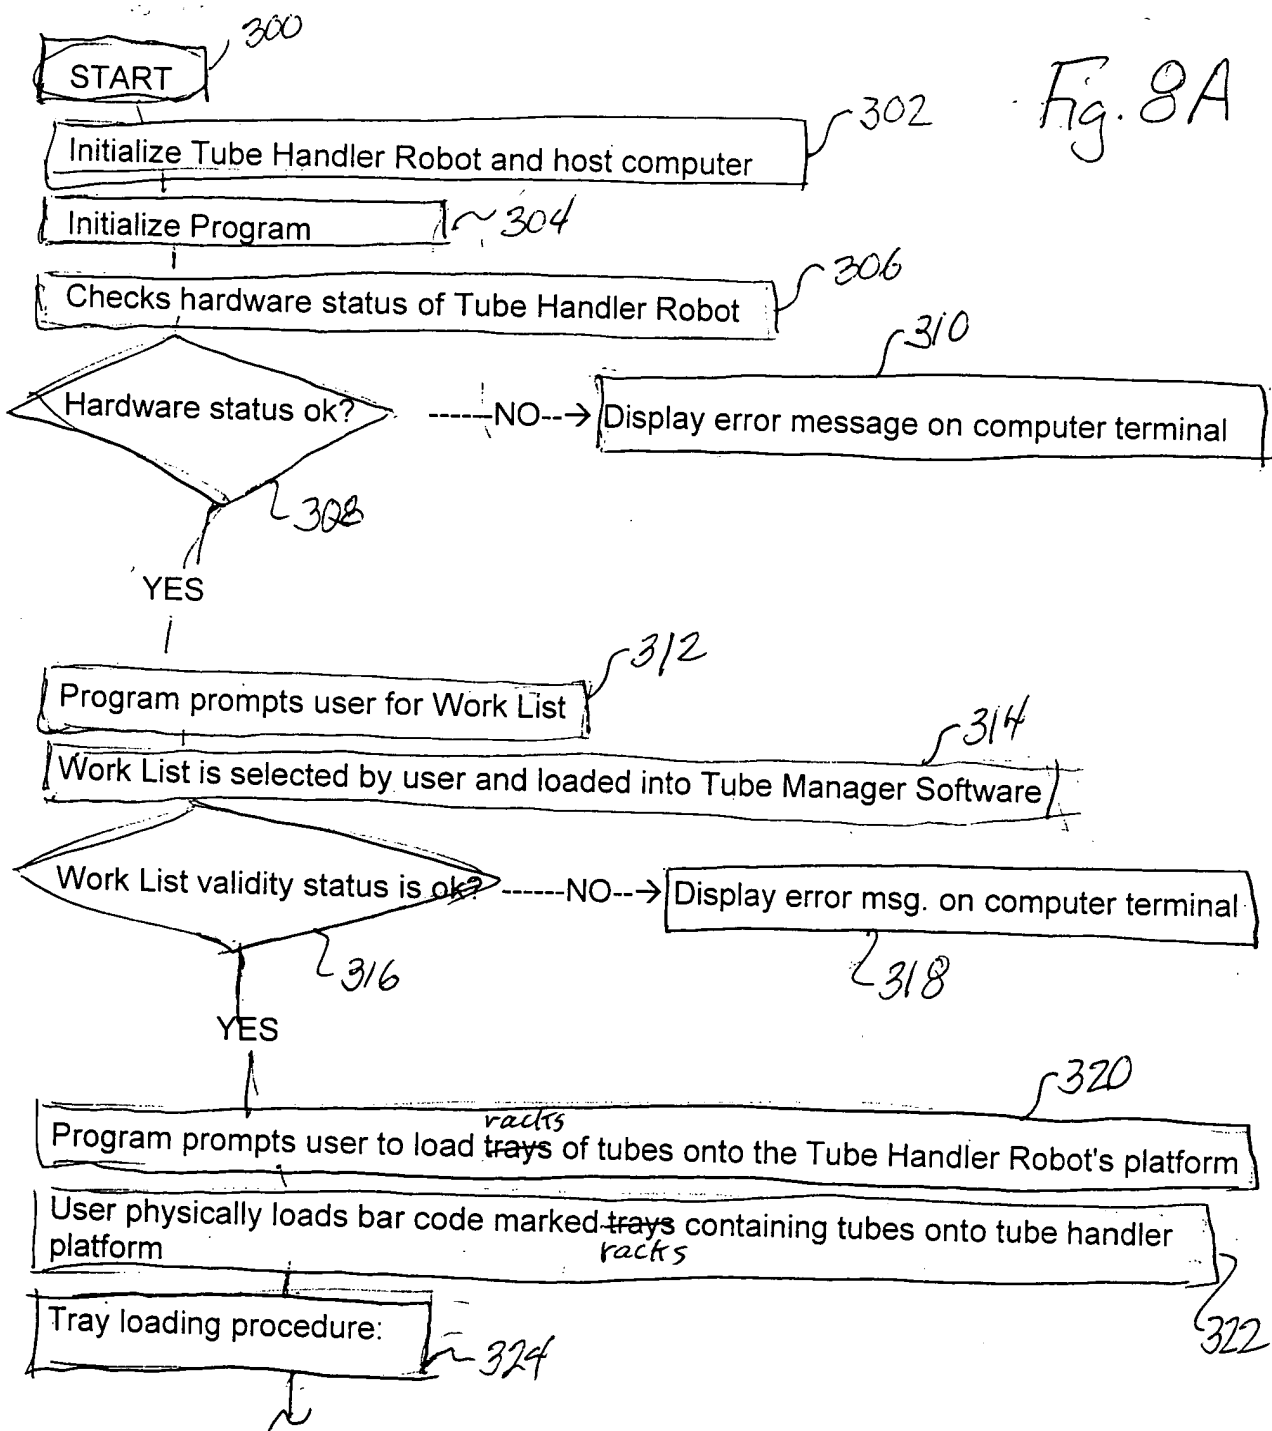 300
START
Fig. 8A
302
Initialize Tube Handler Robot and host computer
Initialize Program
304
306
Checks hardware status of Tube Handler Robot
310
Hardware status ok?
------NO--→
Display error message on computer terminal
308
YES
312
Program prompts user for Work List
314
Work List is selected by user and loaded into Tube Manager Software
Work List validity status is ok?
------NO--→
Display error msg. on computer terminal
316
318
YES
320
racks
Program prompts user to load trays of tubes onto the Tube Handler Robot's platform
User physically loads bar code marked trays containing tubes onto tube handler
platform
racks
322
Tray loading procedure:
324